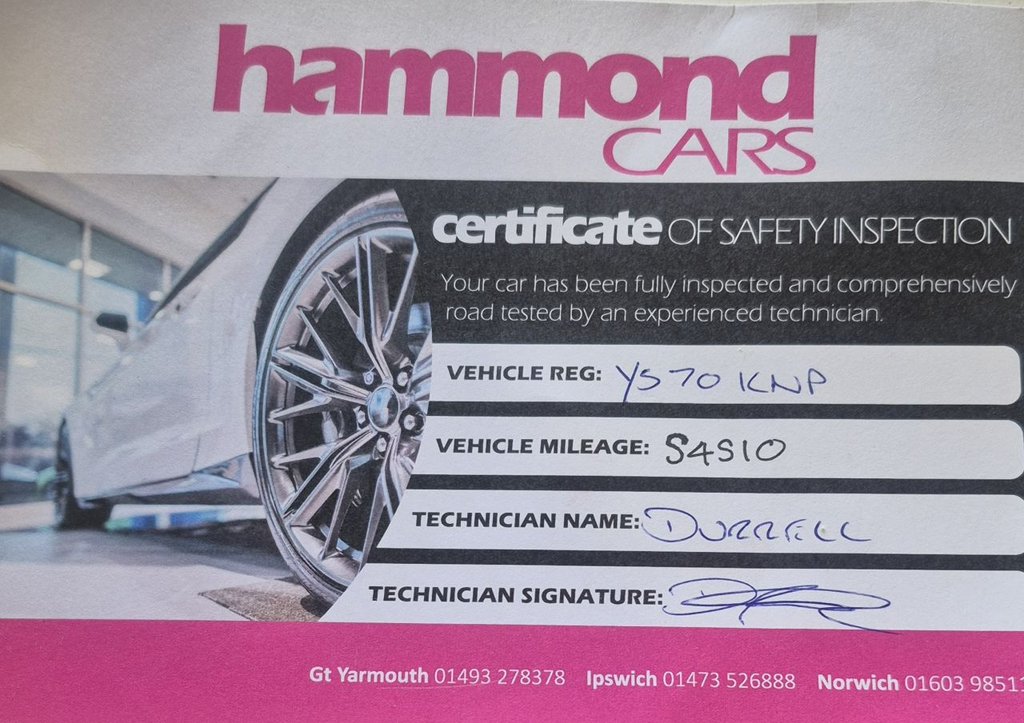 hammond
CARS
certificate OF SAFETY INSPECTION
Your car has been fully inspected and comprehensively
road tested by an experienced technician.
VEHICLE REG: YS70 KNP
VEHICLE MILEAGE: 54510
TECHNICIAN NAME: DURRELL
TECHNICIAN SIGNATURE:
Gt Yarmouth 01493 278378 Ipswich 01473 526888 Norwich 01603 98511